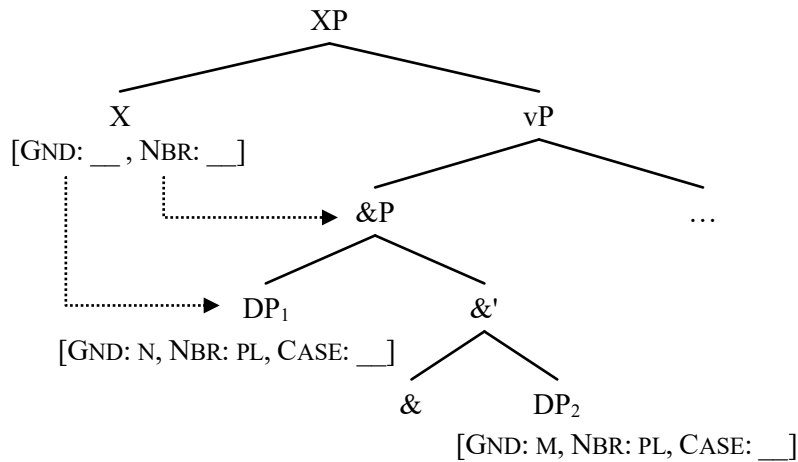 XP
X vP
[GND: __ , NBR: __]
&P …
DP₁ &'
[GND: N, NBR: PL, CASE: __]
& DP₂
[GND: M, NBR: PL, CASE: __]